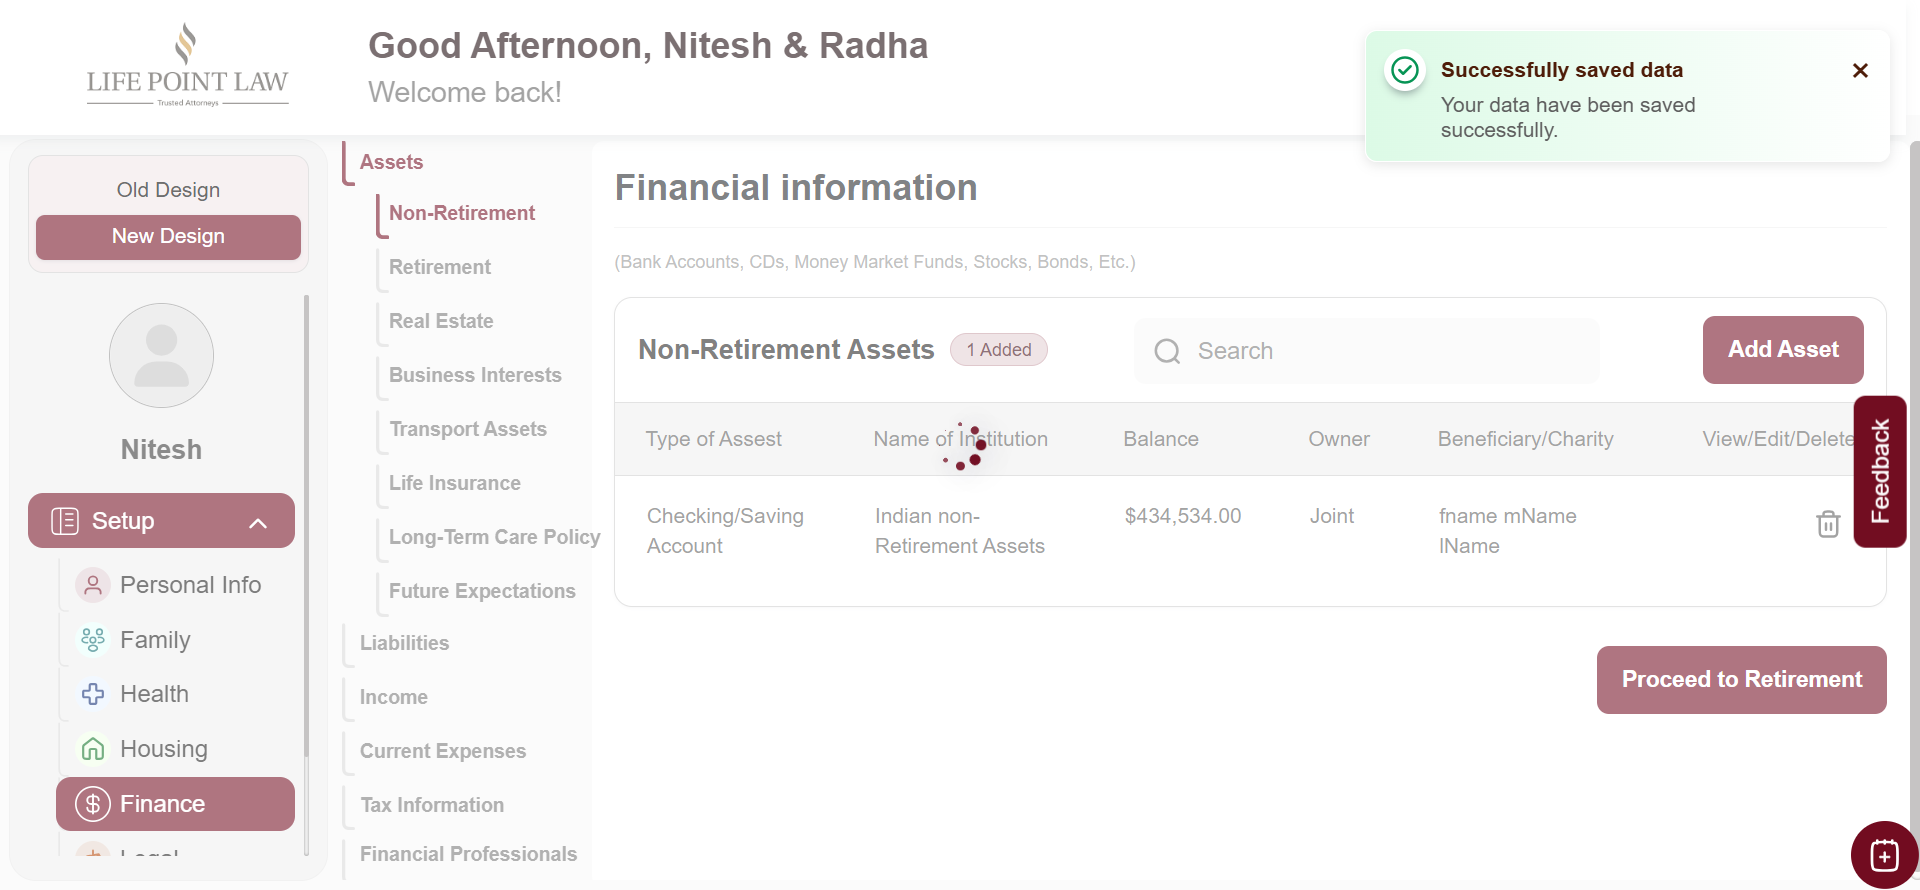 LIFE POINT LAW
Trusted Attorneys
Good Afternoon, Nitesh & Radha
Welcome back!
Successfully saved data
Your data have been saved
successfully.
Old Design
New Design
Nitesh
Setup
Personal Info
Family
Health
Housing
Finance
Assets
Non-Retirement
Retirement
Real Estate
Business Interests
Transport Assets
Life Insurance
Long-Term Care Policy
Future Expectations
Liabilities
Income
Current Expenses
Tax Information
Financial Professionals
Financial information
(Bank Accounts, CDs, Money Market Funds, Stocks, Bonds, Etc.)
Non-Retirement Assets
1 Added
Search
Add Asset
Type of Assest Name of Institution Balance Owner Beneficiary/Charity View/Edit/Delete
Checking/Saving Indian non- $434,534.00 Joint fname mName
Account Retirement Assets lName
Proceed to Retirement
Feedback